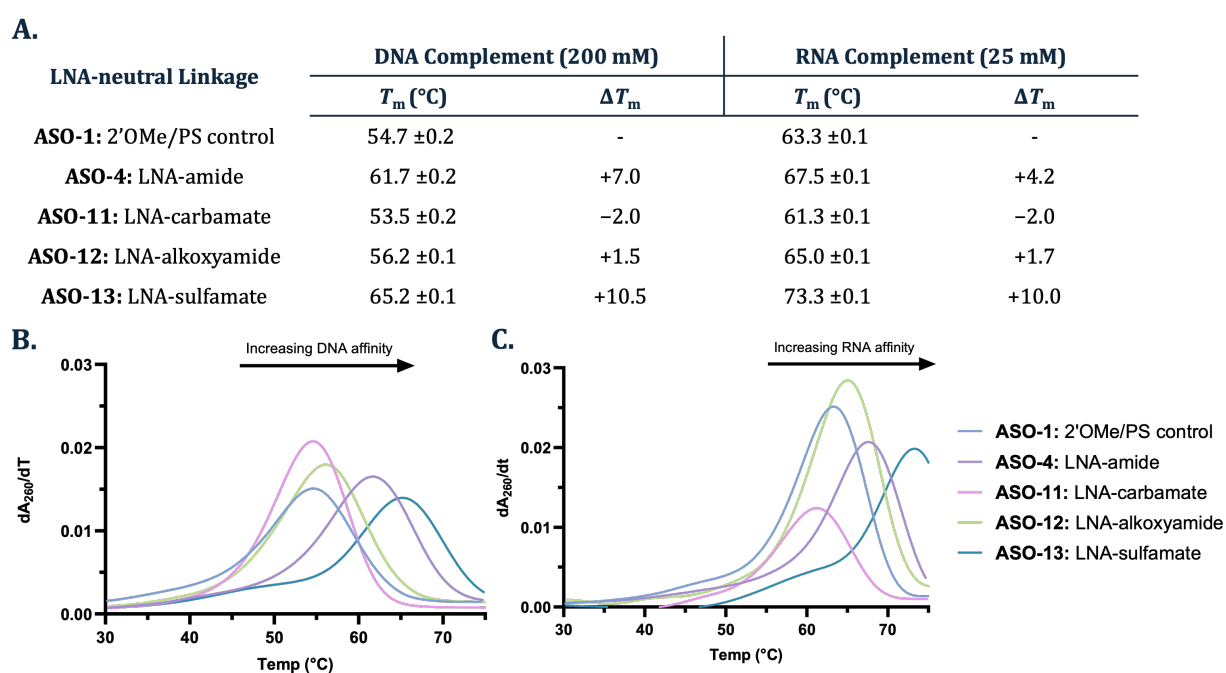 A.
LNA-neutral Linkage
DNA Complement (200 mM) RNA Complement (25 mM)
Tm (°C) ΔTm Tm (°C) ΔTm
ASO-1: 2'OMe/PS control 54.7 ±0.2 - 63.3 ±0.1 -
ASO-4: LNA-amide 61.7 ±0.2 +7.0 67.5 ±0.1 +4.2
ASO-11: LNA-carbamate 53.5 ±0.2 −2.0 61.3 ±0.1 −2.0
ASO-12: LNA-alkoxyamide 56.2 ±0.1 +1.5 65.0 ±0.1 +1.7
ASO-13: LNA-sulfamate 65.2 ±0.1 +10.5 73.3 ±0.1 +10.0
B.
Increasing DNA affinity
0.03
0.02
0.01
0.00
dA260/dT
30 40 50 60 70
Temp (°C)
C.
Increasing RNA affinity
0.03
0.02
0.01
0.00
dA260/dt
30 40 50 60 70
Temp (°C)
ASO-1: 2'OMe/PS control
ASO-4: LNA-amide
ASO-11: LNA-carbamate
ASO-12: LNA-alkoxyamide
ASO-13: LNA-sulfamate